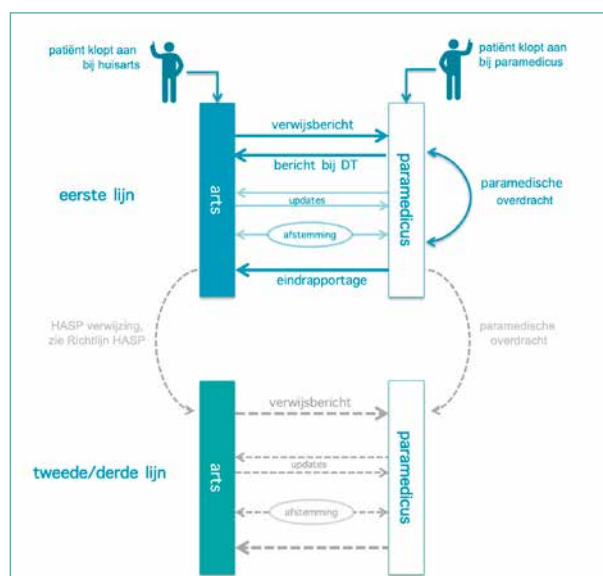 patiënt klopt aan
bij huisarts
patiënt klopt aan
bij paramedicus
verwijsbericht
bericht bij DT
updates
afstemming
eindrapportage
arts
paramedicus
eerste lijn
paramedische
overdracht
HASP verwijzing,
zie Richtlijn HASP
paramedische
overdracht
verwijsbericht
updates
afstemming
arts
paramedicus
tweede/derde lijn